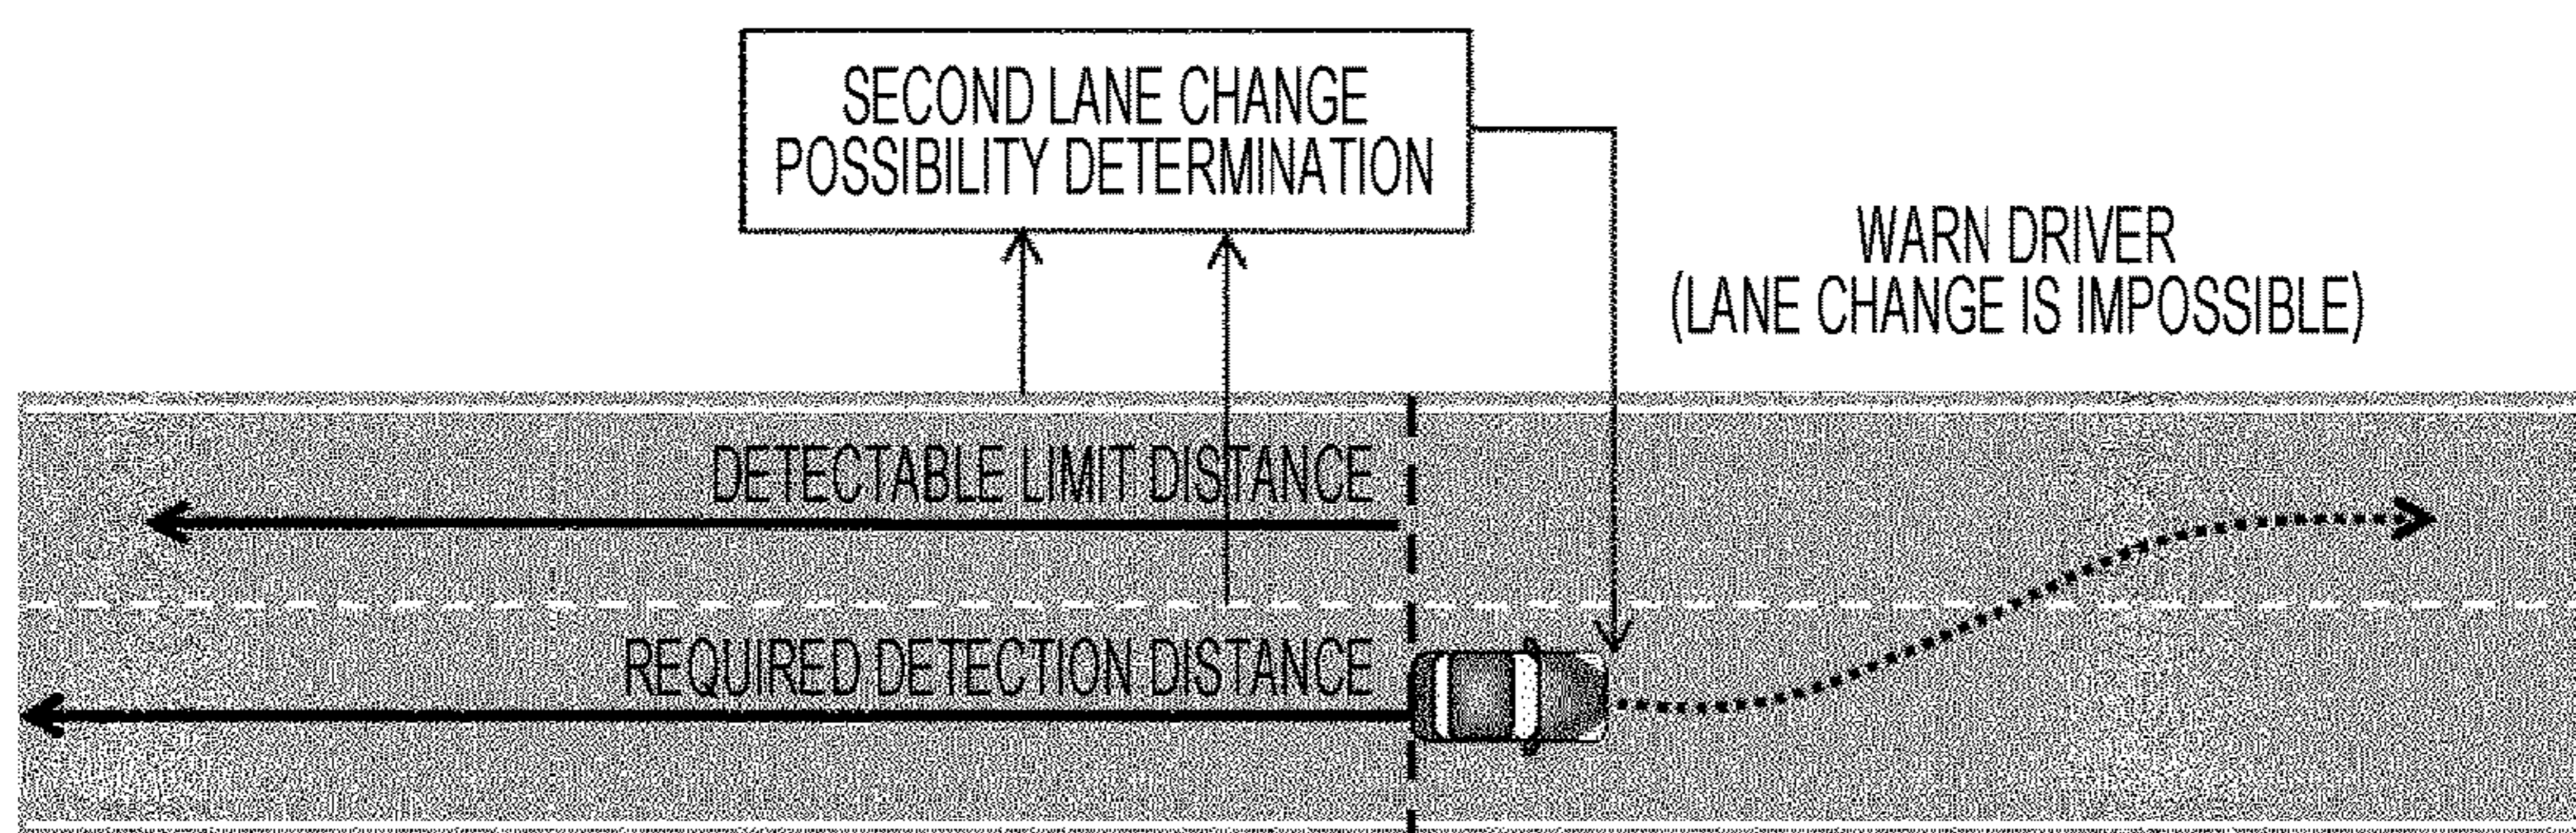 SECOND LANE CHANGE
POSSIBILITY DETERMINATION
WARN DRIVER
(LANE CHANGE IS IMPOSSIBLE)
DETECTABLE LIMIT DISTANCE
REQUIRED DETECTION DISTANCE